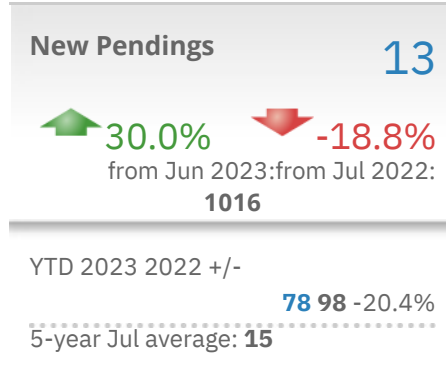 New Pendings
13
30.0% -18.8%
from Jun 2023:from Jul 2022:
1016
YTD 2023 2022 +/-
78 98 -20.4%
5-year Jul average: 15